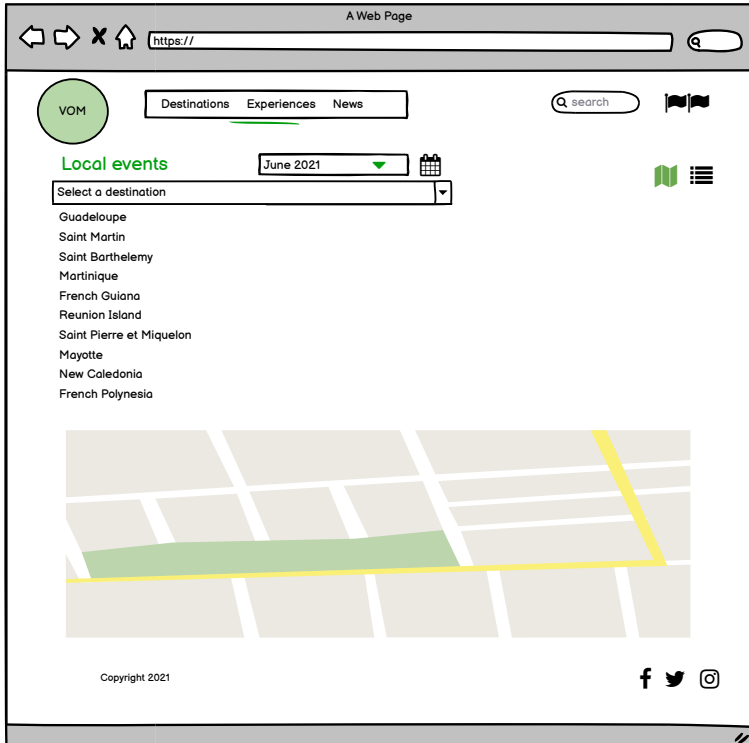 A Web Page
https://
VOM
Destinations Experiences News
search
Local events
June 2021
Select a destination
Guadeloupe
Saint Martin
Saint Barthelemy
Martinique
French Guiana
Reunion Island
Saint Pierre et Miquelon
Mayotte
New Caledonia
French Polynesia
Copyright 2021